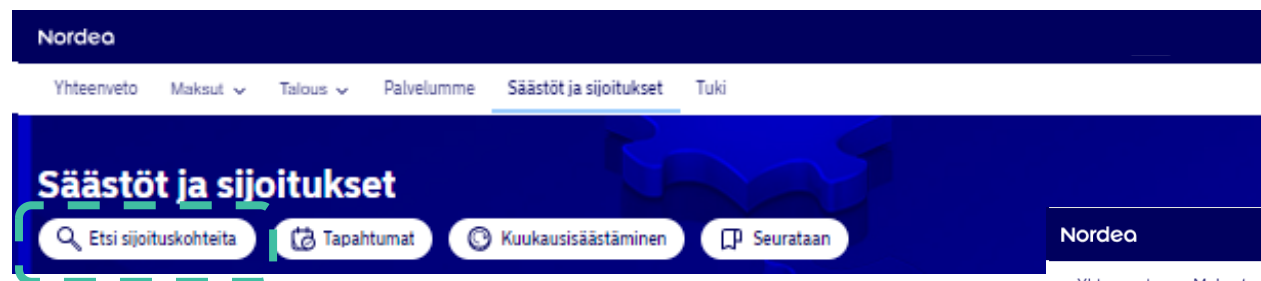 Nordea
Yhteenveto Maksut Talous Palvelumme Säästöt ja sijoitukset Tuki
Säästöt ja sijoitukset
Etsi sijoituskohteita Tapahtumat Kuukausisäästäminen Seurataan
Nordea